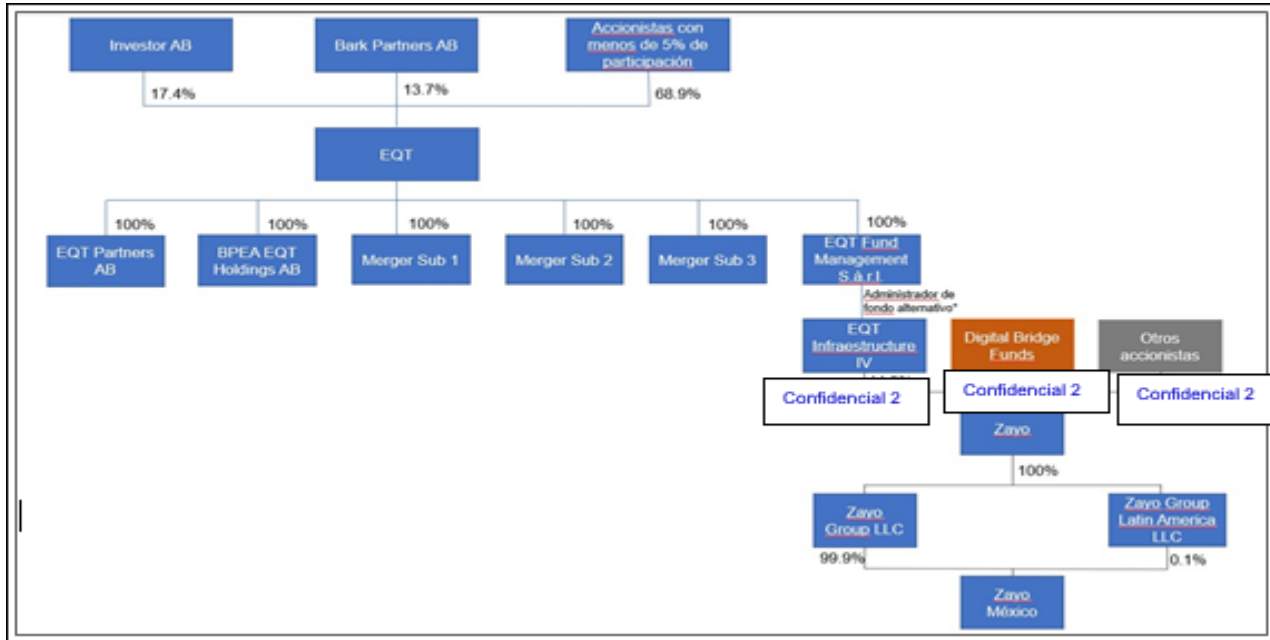 Investor AB
Bark Partners AB
Accionistas con
menos de 5% de
participación
17.4%
13.7%
68.9%
EQT
100%
100%
100%
100%
100%
100%
EQT Partners
AB
BPEA EQT
Holdings AB
Merger Sub 1
Merger Sub 2
Merger Sub 3
EQT Fund
Management
S.à.r.l.
Administrador de
fondo alternativo*
EQT
Infraestructure
IV
Digital Bridge
Funds
Otros
accionistas
Confidencial 2
Confidencial 2
Confidencial 2
Zayo
100%
Zayo
Group LLC
Zayo Group
Latin America
LLC
99.9%
0.1%
Zayo
México